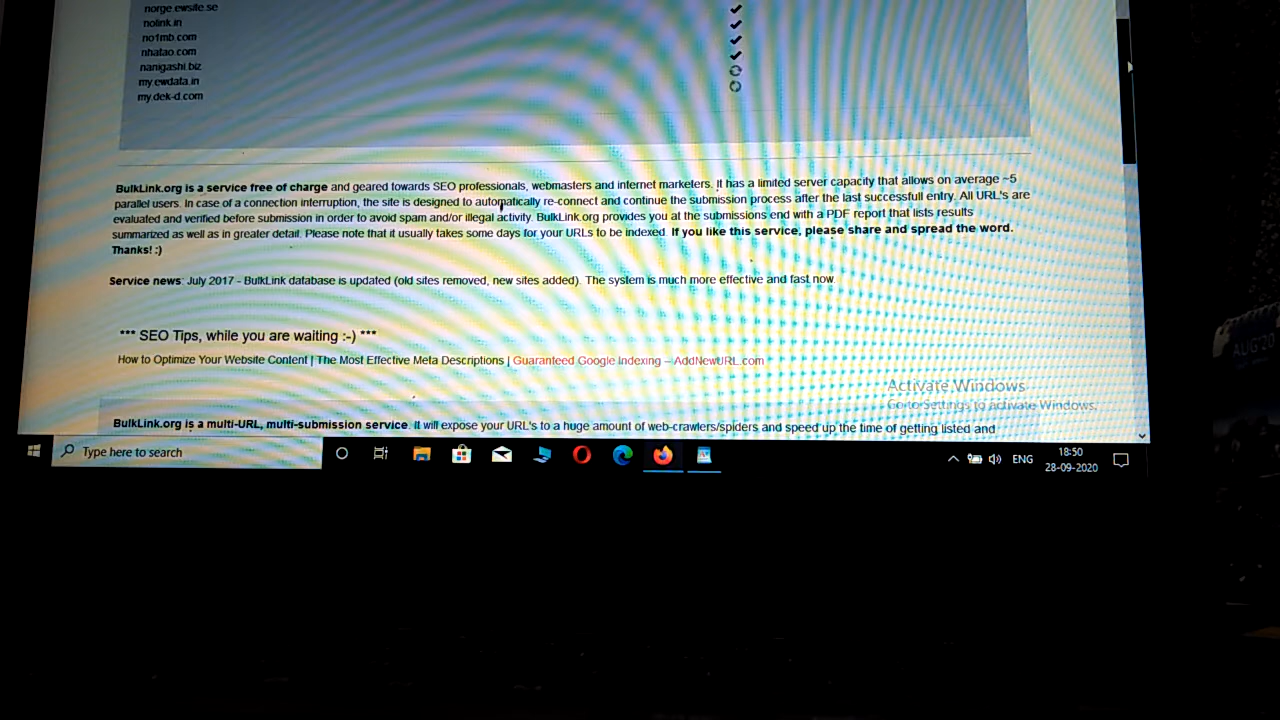 norge.ewsite.se
nolink.in
no1mb.com
nhatao.com
nanigashi.biz
my.ewdata.in
my.dek-d.com
BulkLink.org is a service free of charge and geared towards SEO professionals, webmasters and internet marketers. It has a limited server capacity that allows on average ~5
parallel users. In case of a connection interruption, the site is designed to automatically re-connect and continue the submission process after the last successfull entry. All URL's are
evaluated and verified before submission in order to avoid spam and/or illegal activity. BulkLink.org provides you at the submissions end with a PDF report that lists results
summarized as well as in greater detail. Please note that it usually takes some days for your URLs to be indexed. If you like this service, please share and spread the word.
Thanks! :)
Service news: July 2017 - BulkLink database is updated (old sites removed, new sites added). The system is much more effective and fast now
*** SEO Tips, while you are waiting :-) ***
How to Optimize Your Website Content | The Most Effective Meta Descriptions | Guaranteed Google Indexing – AddNewURL.com
Activate Windows
Go to Settings to activate Windows.
BulkLink.org is a multi-URL, multi-submission service. It will expose your URL's to a huge amount of web-crawlers/spiders and speed up the time of getting listed and
Type here to search
ENG
18:50
28-09-2020
AUG'20